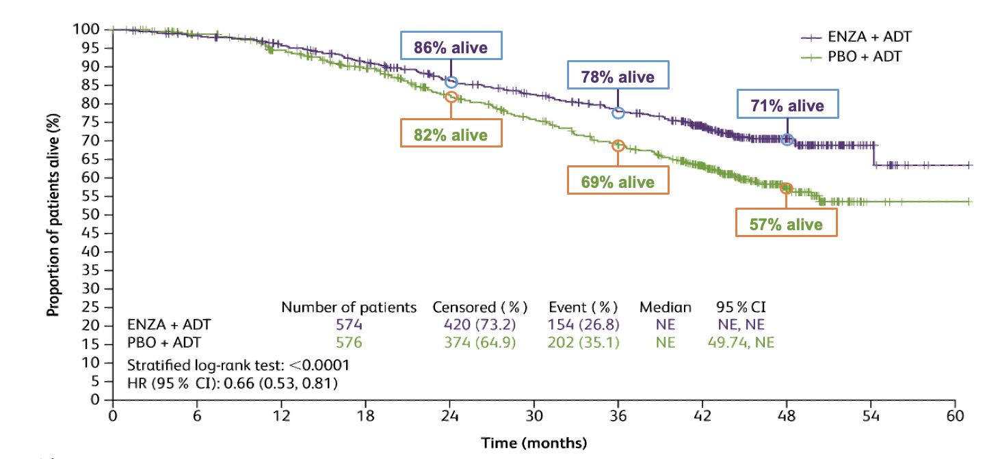 100
95
90
85
80
75
70
65
60
55
50
45
40
35
30
25
20
15
10
5
0
Proportion of patients alive (%)
ENZA + ADT
PBO + ADT
86% alive
78% alive
71% alive
82% alive
69% alive
57% alive
Number of patients Censored (%) Event (%) Median 95% CI
ENZA + ADT 574 420 (73.2) 154 (26.8) NE NE, NE
PBO + ADT 576 374 (64.9) 202 (35.1) NE 49.74, NE
Stratified log-rank test: <0.0001
HR (95% CI): 0.66 (0.53, 0.81)
0 6 12 18 24 30 36 42 48 54 60
Time (months)